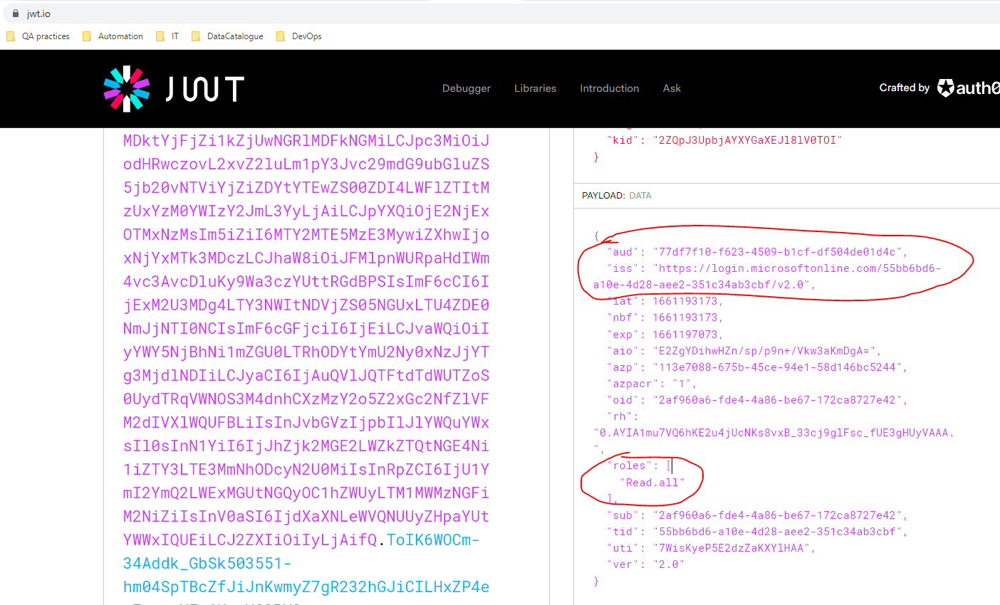 jwt.io
QA practices Automation IT DataCatalogue DevOps
JWT
Debugger Libraries Introduction Ask
Crafted by auth0
MDktYjFjZi1kZjUwNGRlMDFkNGMiLCJpc3MiOiJ
odHRwczovL2xvZ2luLm1pY3Jvc29mdG9ubGluZS
5jb20vNTViYjZiZDYtYTEwZS00ZDI4LWFlZTItM
zUxYzM0YWIzY2JmL3YyLjAiLCJpYXQiOjE2NjEx
OTMxNzMsIm5iZiI6MTY2MTE5MzE3MywiZXhwIjo
xNjYxMTk3MDczLCJhaW8iOiJFMlpnWURpaHdIWm
4vc3AvcDluKy9Wa3czYUttRGdBPSIsImF6cCI6I
jExM2U3MDg4LTY3NWItNDVjZS05NGUxLTU4ZDE0
NmJjNTI0NCIsImF6cGFjciI6IjEiLCJvaWQiOiI
yYWY5NjBhNi1mZGU0LTRhODYtYmU2Ny0xNzJjYT
g3MjdlNDIiLCJyaCI6IjAuQVlJQTFtdTdWUTZoS
0UydTRqVWNOS3M4dnhCXzMzY2o5Z2xGc2NfZlVF
M2dIVXlWQUFBLiIsInJvbGVzIjpbIlJlYWQuYWx
sIl0sInN1YiI6IjJhZjk2MGE2LWZkZTQtNGE4Ni
1iZTY3LTE3MmNhODcyN2U0MiIsInRpZCI6IjU1Y
mI2YmQ2LWExMGUtNGQyOC1hZWUyLTM1MWMzNGFi
M2NiZiIsInV0aSI6IjdXaXNLeWVQNUUyZHpaYUt
YWWxIQUEiLCJ2ZXIiOiIyLjAifQ.ToIK6WOCm-
34Addk_GbSk503551-
hm04SpTBcZfJiJnKwmyZ7gR232hGJiCILHxZP4e
"kid": "2ZQpJ3UpbjAYXYGaXEJl8lV0TOI"
}
PAYLOAD: DATA
{
"aud": "77df7f10-f623-4509-b1cf-df504de01d4c",
"iss": "https://login.microsoftonline.com/55bb6bd6-
a10e-4d28-aee2-351c34ab3cbf/v2.0",
"iat": 1661193173,
"nbf": 1661193173,
"exp": 1661197073,
"aio": "E2ZgYDihwHZn/sp/p9n+/Vkw3aKmDgA=",
"azp": "113e7088-675b-45ce-94e1-58d146bc5244",
"azpacr": "1",
"oid": "2af960a6-fde4-4a86-be67-172ca8727e42",
"rh":
"0.AYIA1mu7VQ6hKE2u4jUcNKs8vxB_33cj9glFsc_fUE3gHUyVAAA.
",
"roles": [
"Read.all"
],
"sub": "2af960a6-fde4-4a86-be67-172ca8727e42",
"tid": "55bb6bd6-a10e-4d28-aee2-351c34ab3cbf",
"uti": "7WisKyeP5E2dzZaKXYlHAA",
"ver": "2.0"
}